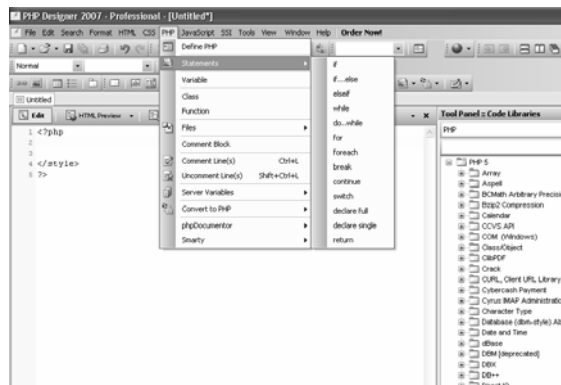 PHP Designer 2007 - Professional - [Untitled*]
File Edit Search Format HTML CSS PHP JavaScript SSI Tools View Window Help Order Now!
Normal
Untitled
Edit HTML Preview
1 <?php
2
3
4 </style>
5 ?>
Define PHP
Statements
Variable
Class
Function
Files
Comment Block
Comment Line(s) Ctrl+L
Uncomment Line(s) Shift+Ctrl+L
Server Variables
Convert to PHP
phpDocumentor
Smarty
if
if...else
elseif
while
do..while
for
foreach
break
continue
switch
declare full
declare single
return
Tool Panel :: Code Libraries
PHP
PHP 5
Array
Aspell
BCMath Arbitrary Precisio
Bzip2 Compression
Calendar
CCVS API
COM (Windows)
Class/Object
ClibPDF
Crack
CURL, Client URL Library
Cybercash Payment
Cyrus IMAP Administratio
Character Type
Database (dbm-style) Ab
Date and Time
dBase
DBM [deprecated]
DBX
DB++